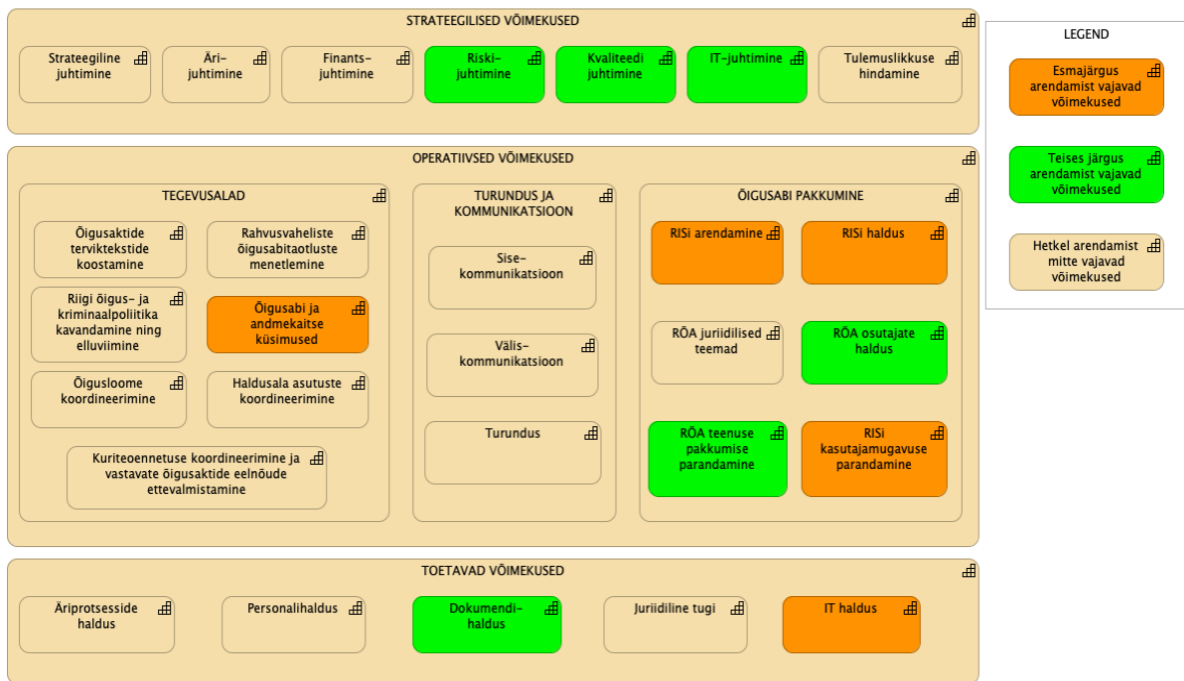 STRATEEGILISED VÕIMEKUSED
Strateegiline
juhtimine
Äri-
juhtimine
Finants-
juhtimine
Riski-
juhtimine
Kvaliteedi
juhtimine
IT-juhtimine
Tulemuslikkuse
hindamine
OPERATIIVSED VÕIMEKUSED
TEGEVUSALAD
Õigusaktide
terviktekstide
koostamine
Rahvusvaheliste
õigusabitaotluste
menetlemine
Riigi õigus- ja
kriminaalpoliitika
kavandamine ning
elluviimine
Õigusabi ja
andmekaitse
küsimused
Õigusloome
koordineerimine
Haldusala asutuste
koordineerimine
Kuriteoennetuse koordineerimine ja
vastavate õigusaktide eelnõude
ettevalmistamine
TURUNDUS JA
KOMMUNIKATSIOON
Sise-
kommunikatsioon
Välis-
kommunikatsioon
Turundus
ÕIGUSABI PAKKUMINE
RISi arendamine
RISi haldus
RÕA juriidilised
teemad
RÕA osutajate
haldus
RÕA teenuse
pakkumise
parandamine
RISi
kasutajamugavuse
parandamine
TOETAVAD VÕIMEKUSED
Äriprotsesside
haldus
Personalihaldus
Dokumendi-
haldus
Juriidiline tugi
IT haldus
LEGEND
Esmajärgus
arendamist vajavad
võimekused
Teises järgus
arendamist vajavad
võimekused
Hetkel arendamist
mitte vajavad
võimekused